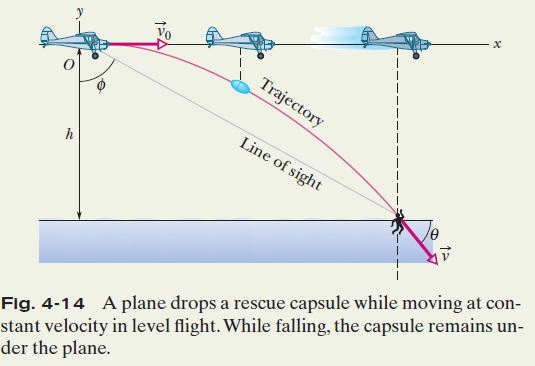 y
v₀
x
O
ϕ
Trajectory
h
Line of sight
θ
v
Fig. 4-14 A plane drops a rescue capsule while moving at con-
stant velocity in level flight. While falling, the capsule remains un-
der the plane.